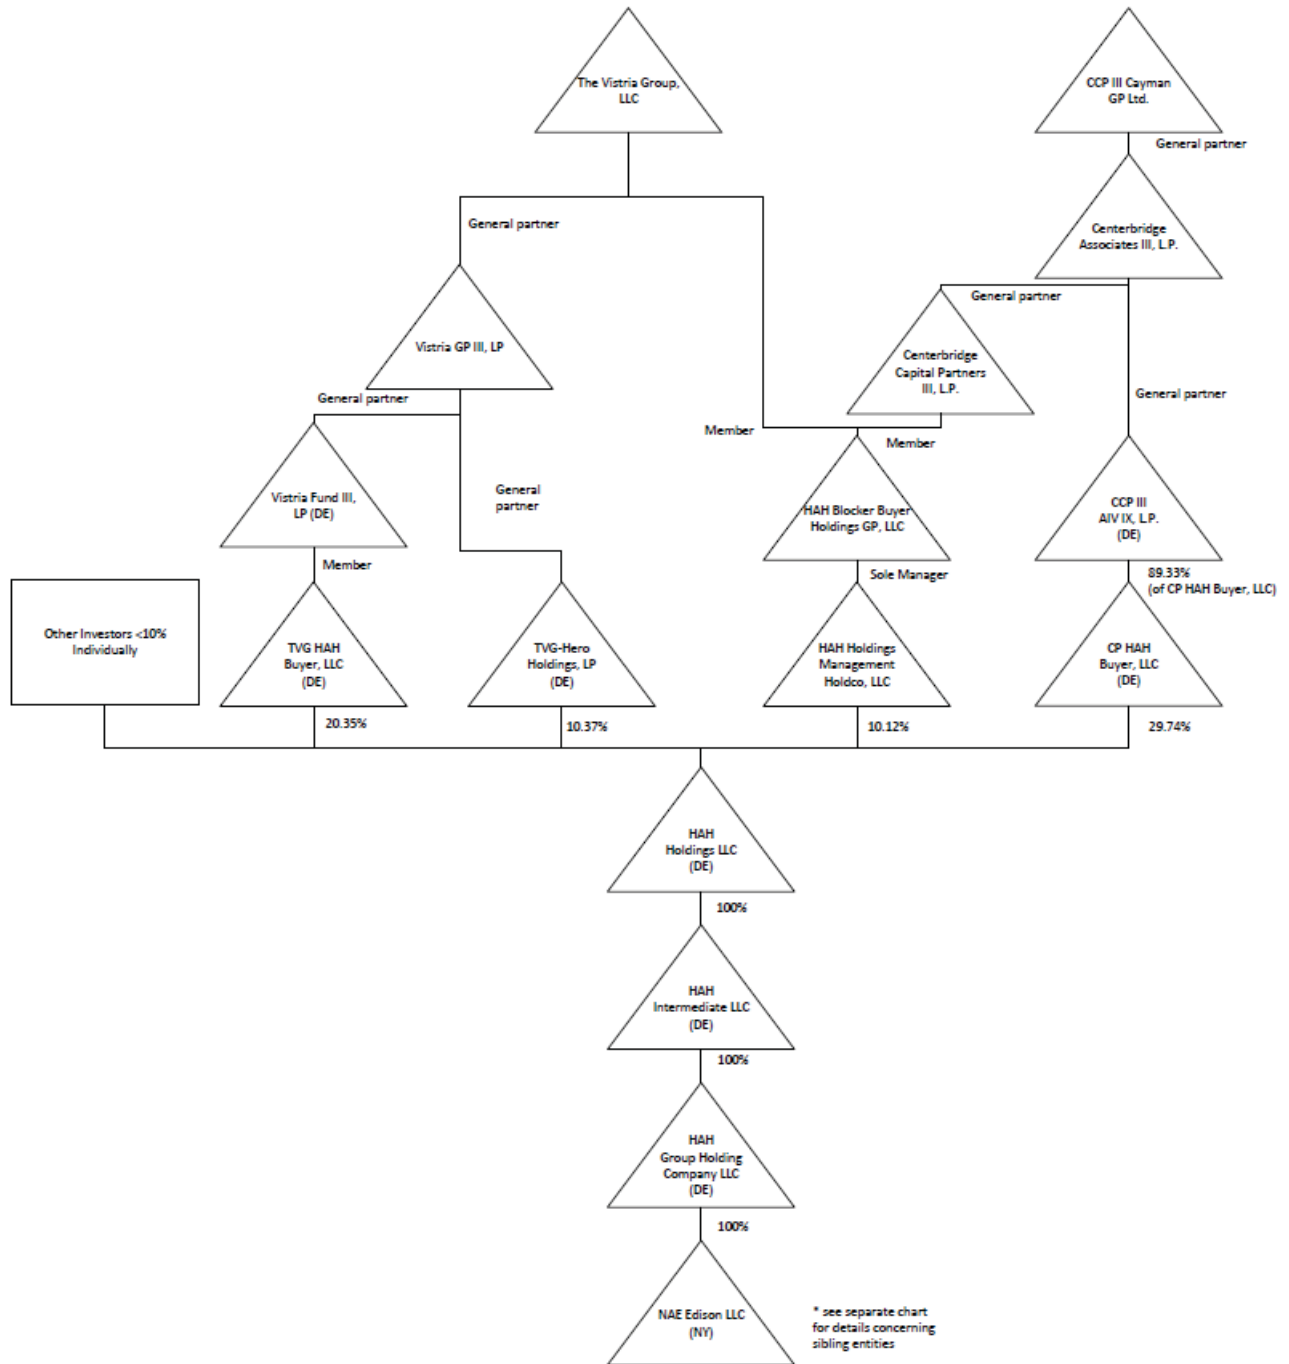 The Vistria Group,
LLC
CCP III Cayman
GP Ltd.
General partner
Centerbridge
Associates III, L.P.
General partner
General partner
Vistria GP III, LP
Centerbridge
Capital Partners
III, L.P.
General partner
General partner
Member
Member
Vistria Fund III,
LP (DE)
General
partner
HAH Blocker Buyer
Holdings GP, LLC
CCP III
AIV IX, L.P.
(DE)
Member
Sole Manager
89.33%
(of CP HAH Buyer, LLC)
Other Investors <10%
Individually
TVG HAH
Buyer, LLC
(DE)
TVG-Hero
Holdings, LP
(DE)
HAH Holdings
Management
Holdco, LLC
CP HAH
Buyer, LLC
(DE)
20.35%
10.37%
10.12%
29.74%
HAH
Holdings LLC
(DE)
100%
HAH
Intermediate LLC
(DE)
100%
HAH
Group Holding
Company LLC
(DE)
100%
NAE Edison LLC
(NY)
* see separate chart
for details concerning
sibling entities